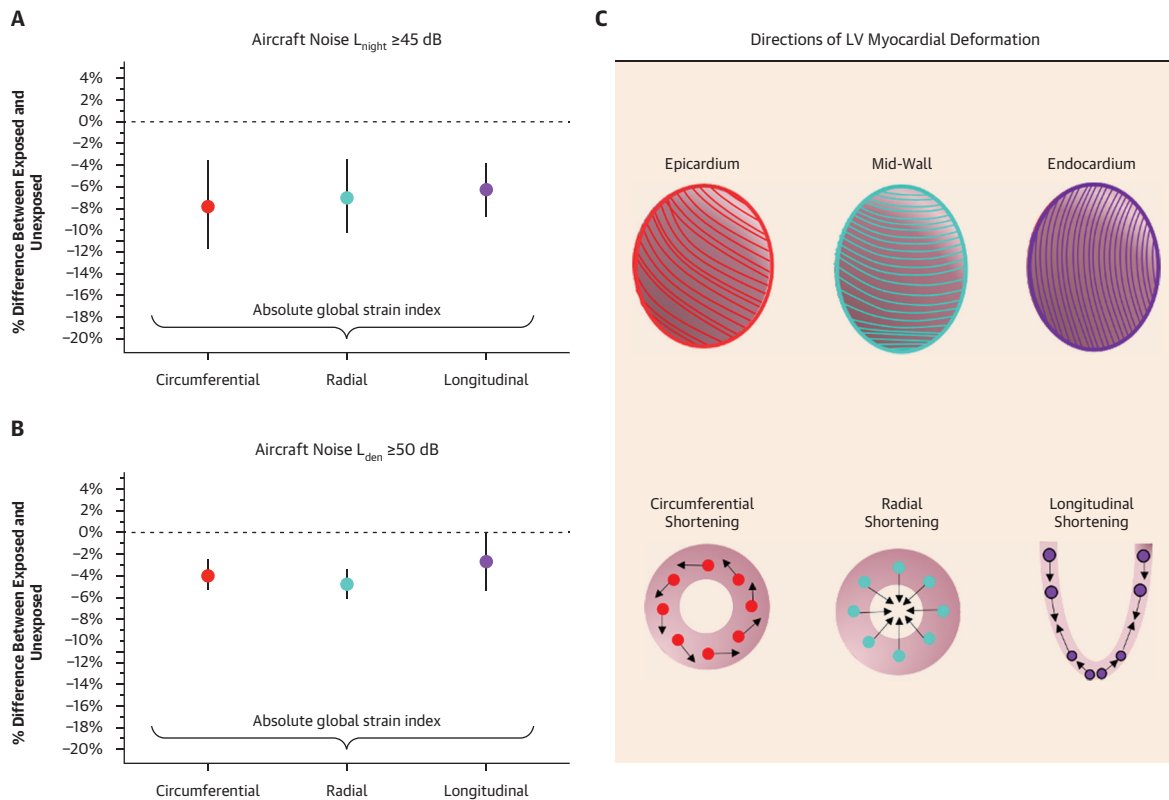 A
Aircraft Noise Lnight ≥45 dB
% Difference Between Exposed and
Unexposed
4%
2%
0%
−2%
−4%
−6%
−8%
−10%
−12%
−14%
−16%
−18%
−20%
Absolute global strain index
Circumferential Radial Longitudinal
B
Aircraft Noise Lden ≥50 dB
% Difference Between Exposed and
Unexposed
4%
2%
0%
−2%
−4%
−6%
−8%
−10%
−12%
−14%
−16%
−18%
−20%
Absolute global strain index
Circumferential Radial Longitudinal
C
Directions of LV Myocardial Deformation
Epicardium Mid-Wall Endocardium
Circumferential Radial Longitudinal
Shortening Shortening Shortening